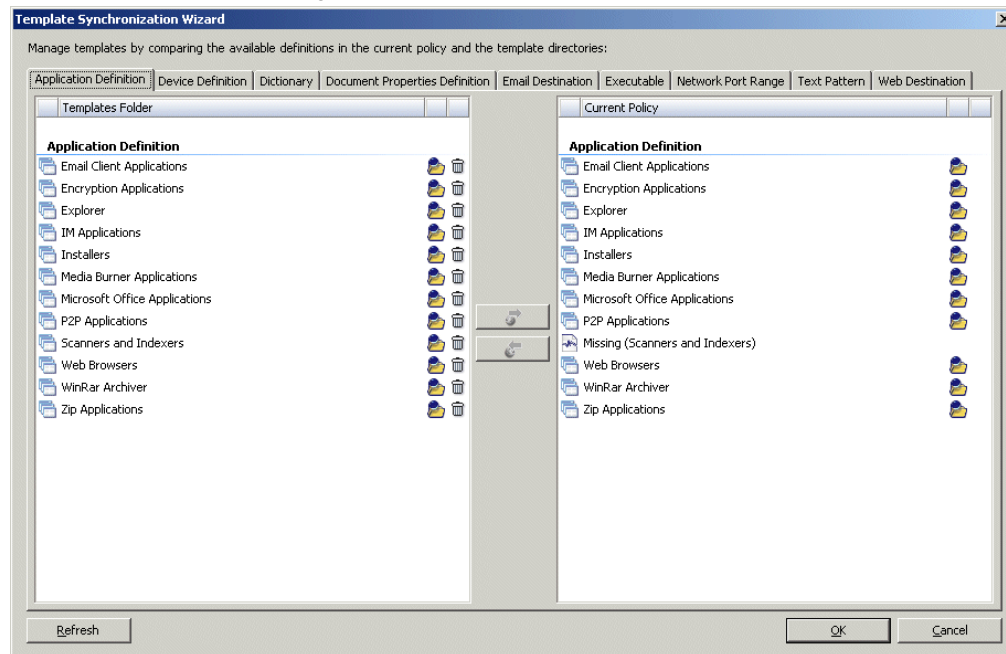 Template Synchronization Wizard
Manage templates by comparing the available definitions in the current policy and the template directories:
Application Definition Device Definition Dictionary Document Properties Definition Email Destination Executable Network Port Range Text Pattern Web Destination
Templates Folder
Application Definition
Email Client Applications
Encryption Applications
Explorer
IM Applications
Installers
Media Burner Applications
Microsoft Office Applications
P2P Applications
Scanners and Indexers
Web Browsers
WinRar Archiver
Zip Applications
Current Policy
Application Definition
Email Client Applications
Encryption Applications
Explorer
IM Applications
Installers
Media Burner Applications
Microsoft Office Applications
P2P Applications
Missing (Scanners and Indexers)
Web Browsers
WinRar Archiver
Zip Applications
Refresh
OK
Cancel